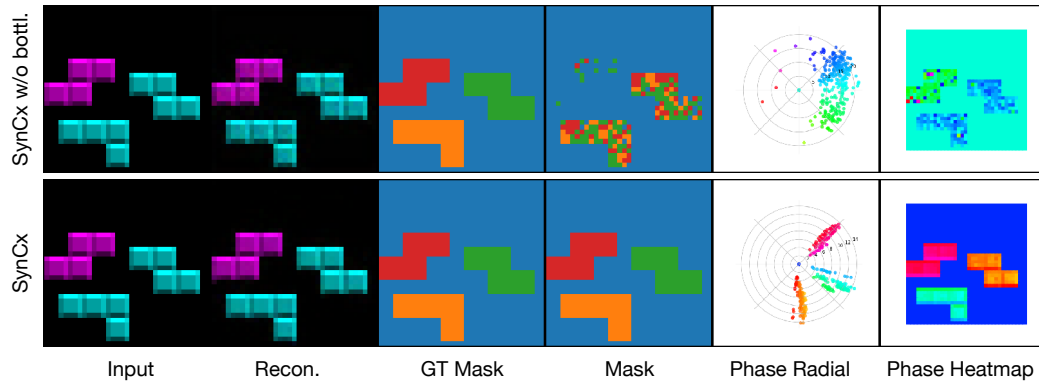 SynCx w/o bottl.
SynCx
Input
Recon.
GT Mask
Mask
Phase Radial
Phase Heatmap